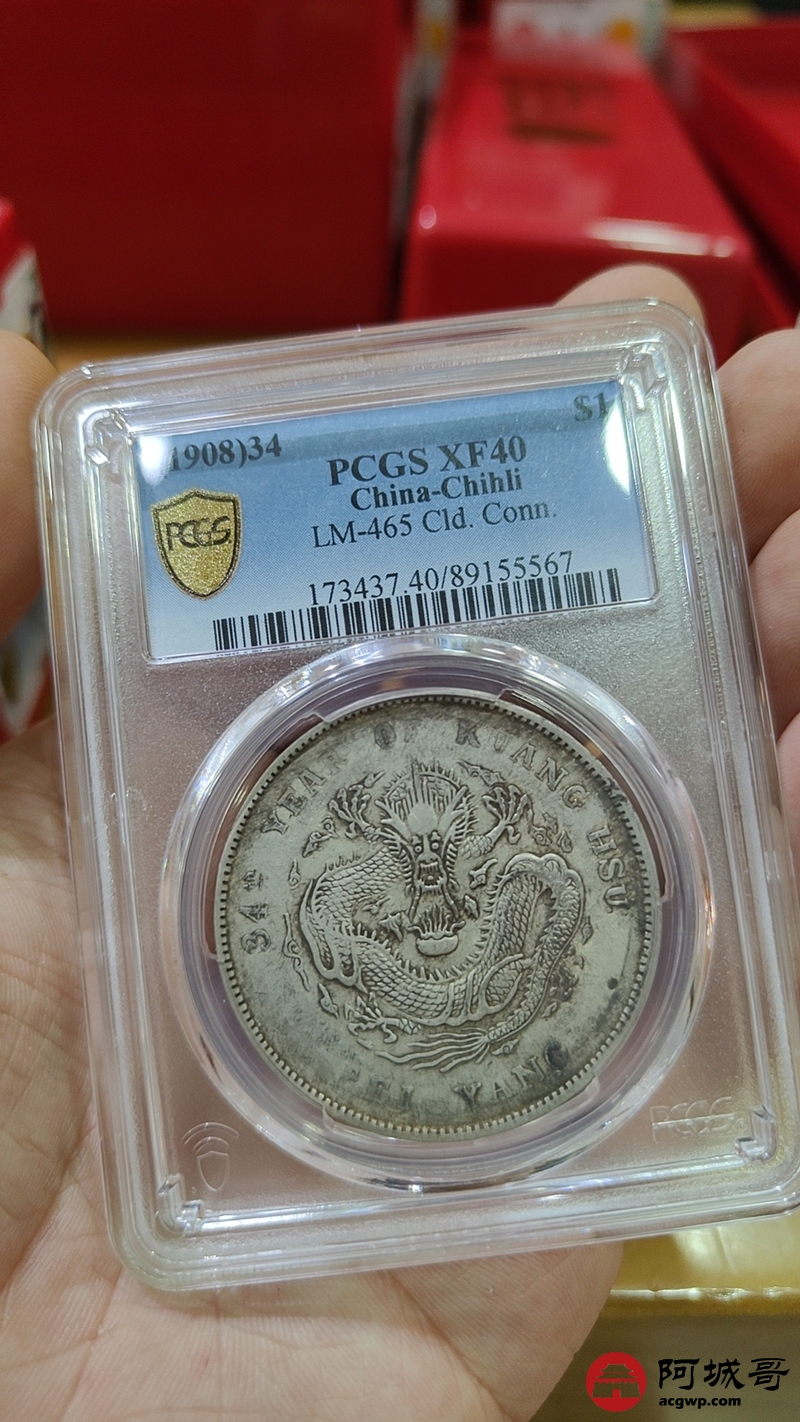 (1908)34
$1
PCGS XF40
China-Chihli
LM-465 Cld. Conn.
PCGS
173437.40/89155567
34th YEAR OF KUANG HSU
PEI YANG
PCGS
阿城哥
acgwp.com